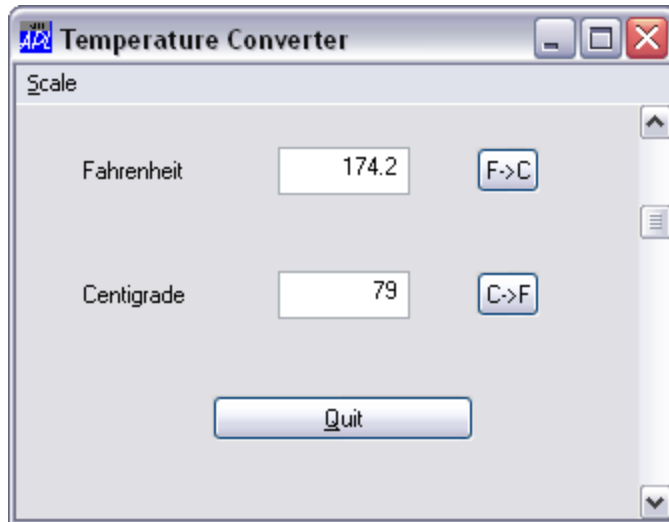 Temperature Converter
Scale
Fahrenheit 174.2 F->C
Centigrade 79 C->F
Quit